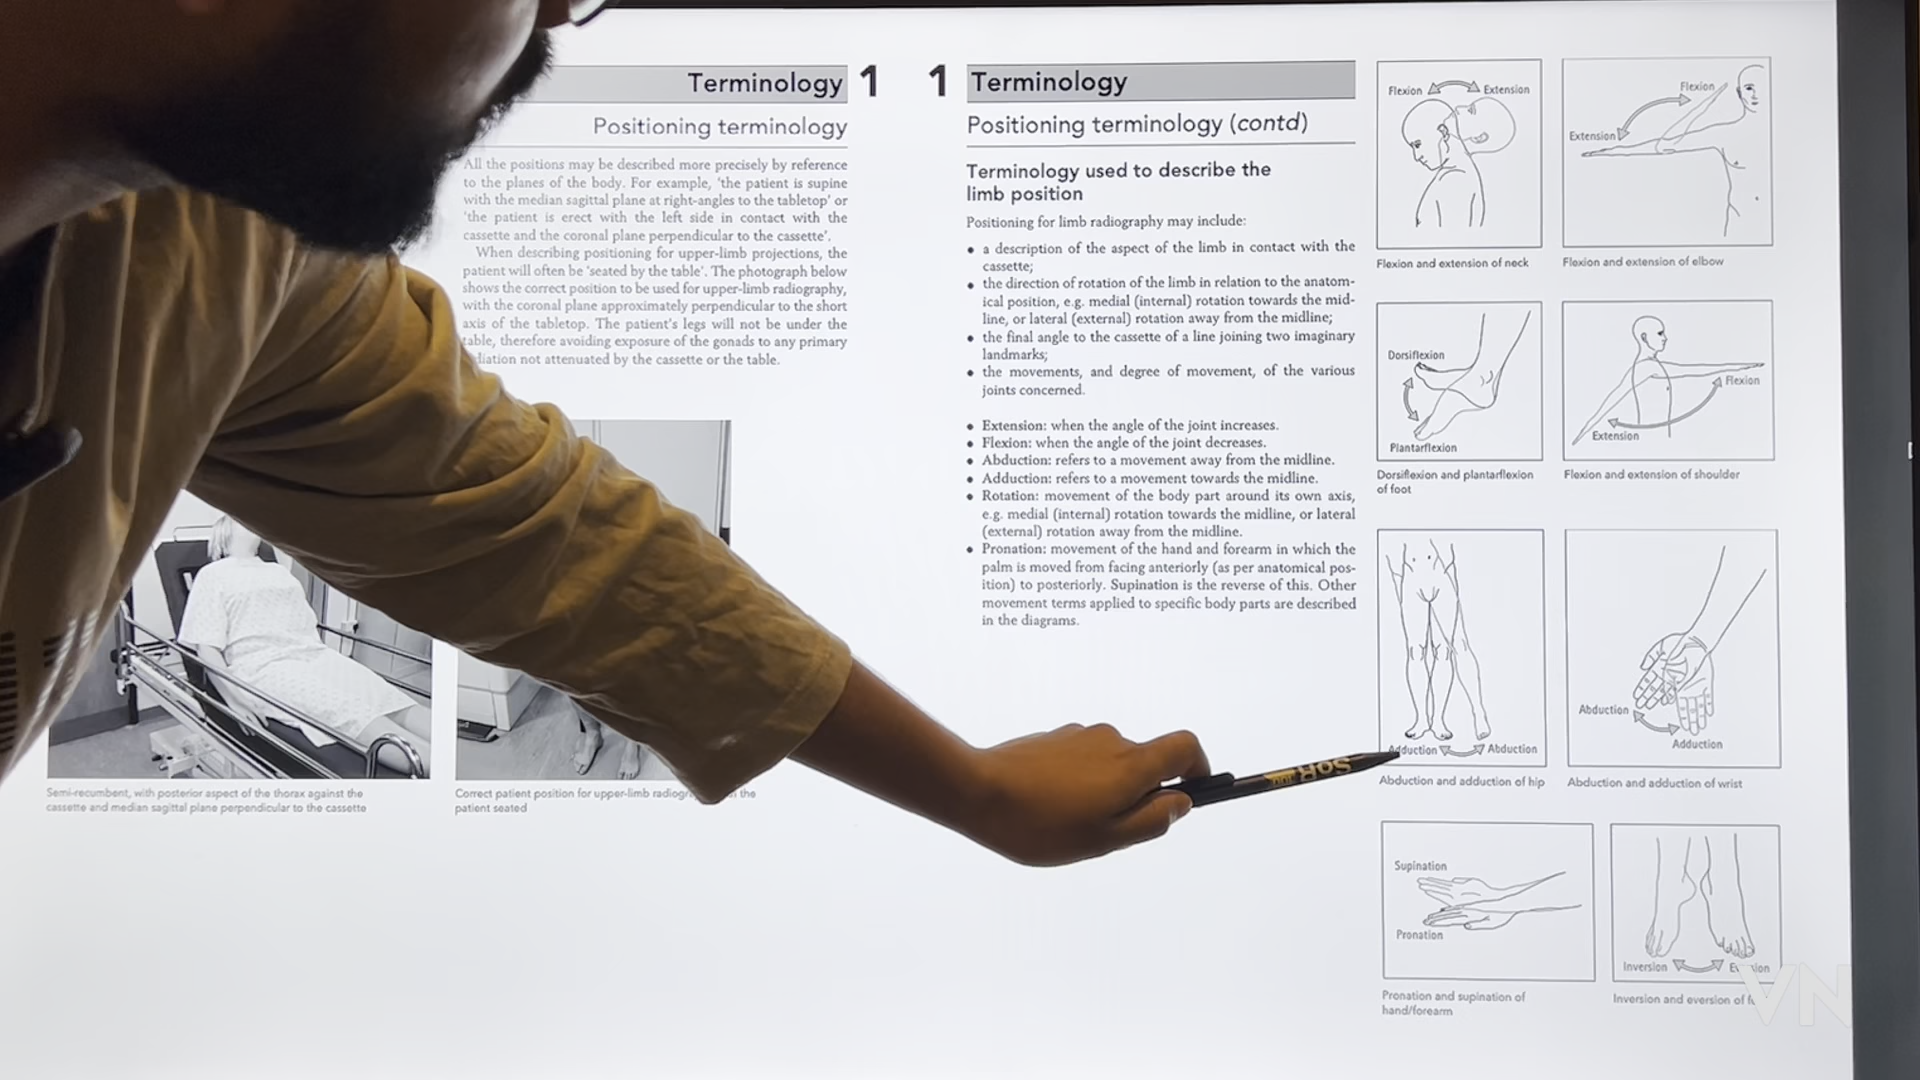 Terminology 1
Positioning terminology
All the positions may be described more precisely by reference
to the planes of the body. For example, 'the patient is supine
with the median sagittal plane at right-angles to the tabletop' or
'the patient is erect with the left side in contact with the
cassette and the coronal plane perpendicular to the cassette'.
When describing positioning for upper-limb projections, the
patient will often be 'seated by the table'. The photograph below
shows the correct position to be used for upper-limb radiography,
with the coronal plane approximately perpendicular to the short
axis of the tabletop. The patient's legs will not be under the
table, therefore avoiding exposure of the gonads to any primary
not attenuated by the cassette or the table.
Semi-recumbent, with posterior aspect of the thorax against the
cassette and median sagittal plane perpendicular to the cassette
Correct patient position for upper-limb the
patient seated
1 Terminology
Positioning terminology (contd)
Terminology used to describe the
limb position
Positioning for limb radiography may include:
• a description of the aspect of the limb in contact with the
cassette;
• the direction of rotation of the limb in relation to the anatom-
ical position, e.g. medial (internal) rotation towards the mid-
line, or lateral (external) rotation away from the midline;
• the final angle to the cassette of a line joining two imaginary
landmarks;
• the movements, and degree of movement, of the various
joints concerned.
• Extension: when the angle of the joint increases.
• Flexion: when the angle of the joint decreases.
• Abduction: refers to a movement away from the midline.
• Adduction: refers to a movement towards the midline.
• Rotation: movement of the body part around its own axis,
e.g. medial (internal) rotation towards the midline, or lateral
(external) rotation away from the midline.
• Pronation: movement of the hand and forearm in which the
palm is moved from facing anteriorly (as per anatomical pos-
ition) to posteriorly. Supination is the reverse of this. Other
movement terms applied to specific body parts are described
in the diagrams.
Flexion Extension
Flexion and extension of neck
Flexion
Extension
Flexion and extension of elbow
Dorsiflexion
Plantarflexion
Dorsiflexion and plantarflexion
of foot
Flexion
Extension
Flexion and extension of shoulder
Adduction Abduction
Abduction and adduction of hip
Abduction
Adduction
Abduction and adduction of wrist
Supination
Pronation
Pronation and supination of
hand/forearm
Inversion
Inversion and eversion of
SoR
VN